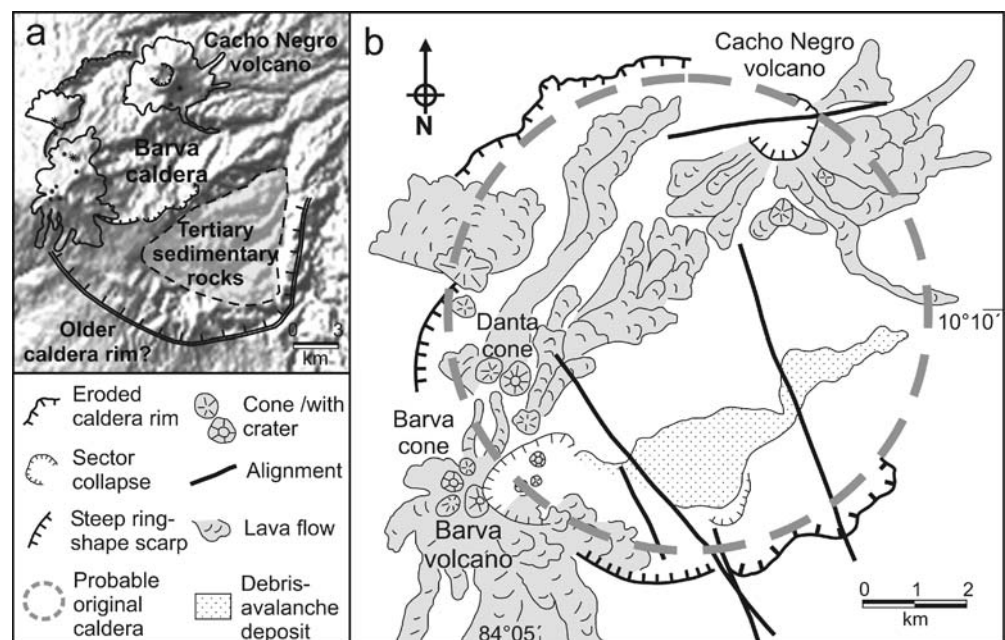 a
Cacho Negro
volcano
Barva
caldera
Tertiary
sedimentary
rocks
Older
caldera rim?
0 3
km
Eroded
caldera rim
Cone /with
crater
Sector
collapse
Alignment
Steep ring-
shape scarp
Lava flow
Probable
original
caldera
Debris-
avalanche
deposit
b
N
Cacho Negro
volcano
10°10´
Danta
cone
Barva
cone
Barva
volcano
84°05´
0 1 2
km